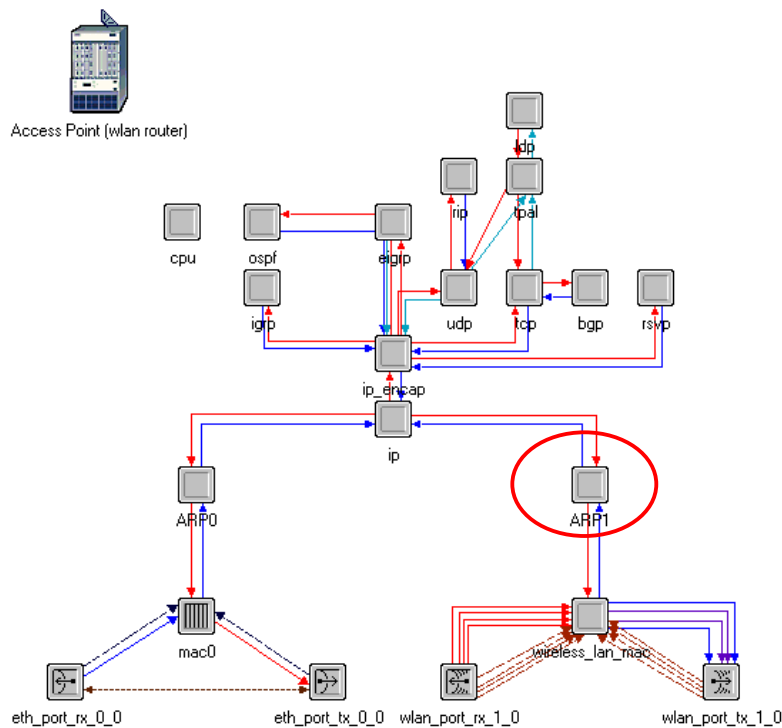 Access Point (wlan router)
ldp
rip
tpal
cpu
ospf
eigrp
igrp
udp
tcp
bgp
rsvp
ip_encap
ip
ARP0
ARP1
mac0
wireless_lan_mac
eth_port_rx_0_0
eth_port_tx_0_0
wlan_port_rx_1_0
wlan_port_tx_1_0